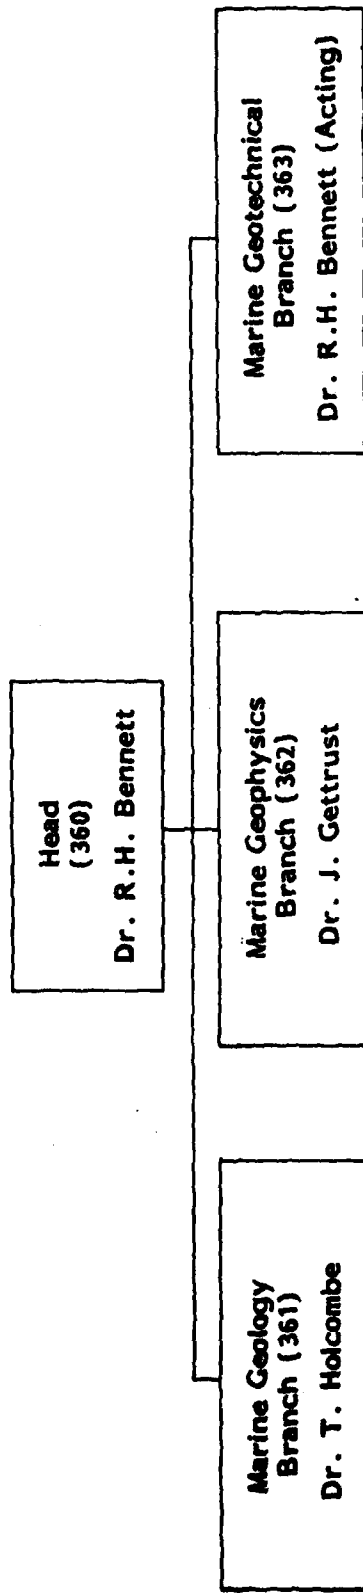 Head
(360)
Dr. R.H. Bennett
Marine Geology
Branch (361)
Dr. T. Holcombe
Marine Geophysics
Branch (362)
Dr. J. Gettrust
Marine Geotechnical
Branch (363)
Dr. R.H. Bennett (Acting)